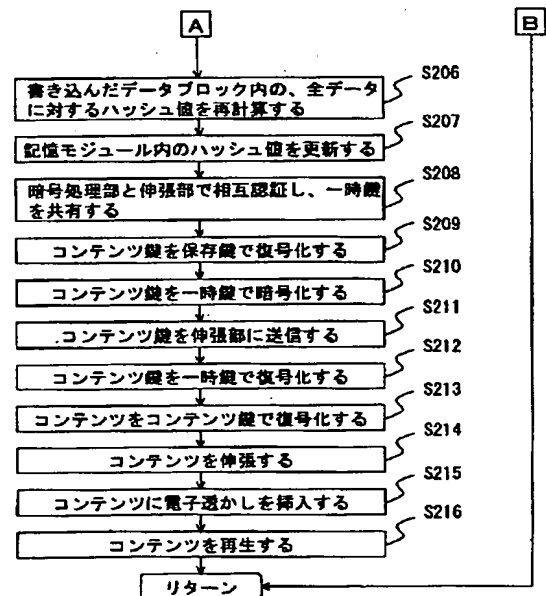 A
B
S206
書き込んだデータブロック内の、全データ
に対するハッシュ値を再計算する
S207
記憶モジュール内のハッシュ値を更新する
S208
暗号処理部と伸張部で相互認証し、一時鍵
を共有する
S209
コンテンツ鍵を保存鍵で復号化する
S210
コンテンツ鍵を一時鍵で暗号化する
S211
コンテンツ鍵を伸張部に送信する
S212
コンテンツ鍵を一時鍵で復号化する
S213
コンテンツをコンテンツ鍵で復号化する
S214
コンテンツを伸張する
S215
コンテンツに電子透かしを挿入する
S216
コンテンツを再生する
リターン